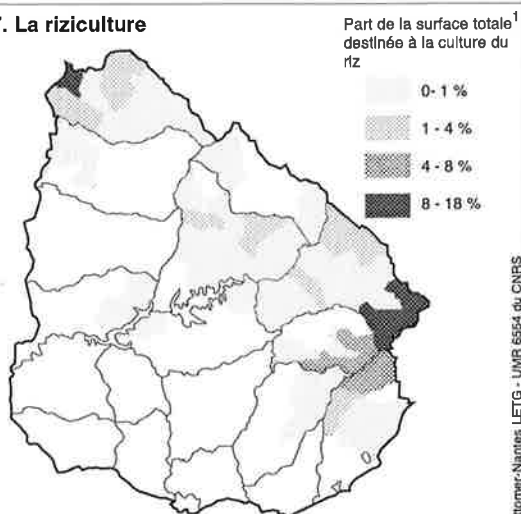 . La riziculture
Part de la surface totale1
destinée à la culture du
riz
0- 1 %
1 - 4 %
4 - 8 %
8 - 18 %
LETG - UMR 6554 du CNRS